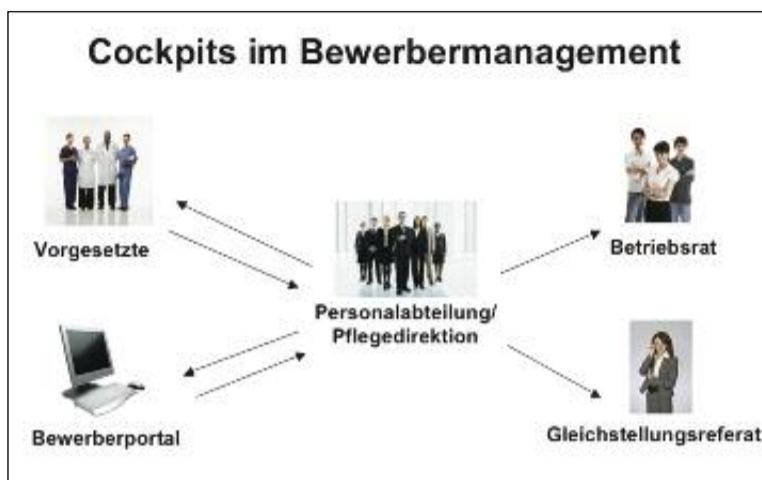 Cockpits im Bewerbermanagement
Vorgesetzte
Betriebsrat
Personalabteilung/
Pflegedirektion
Bewerberportal
Gleichstellungsreferat